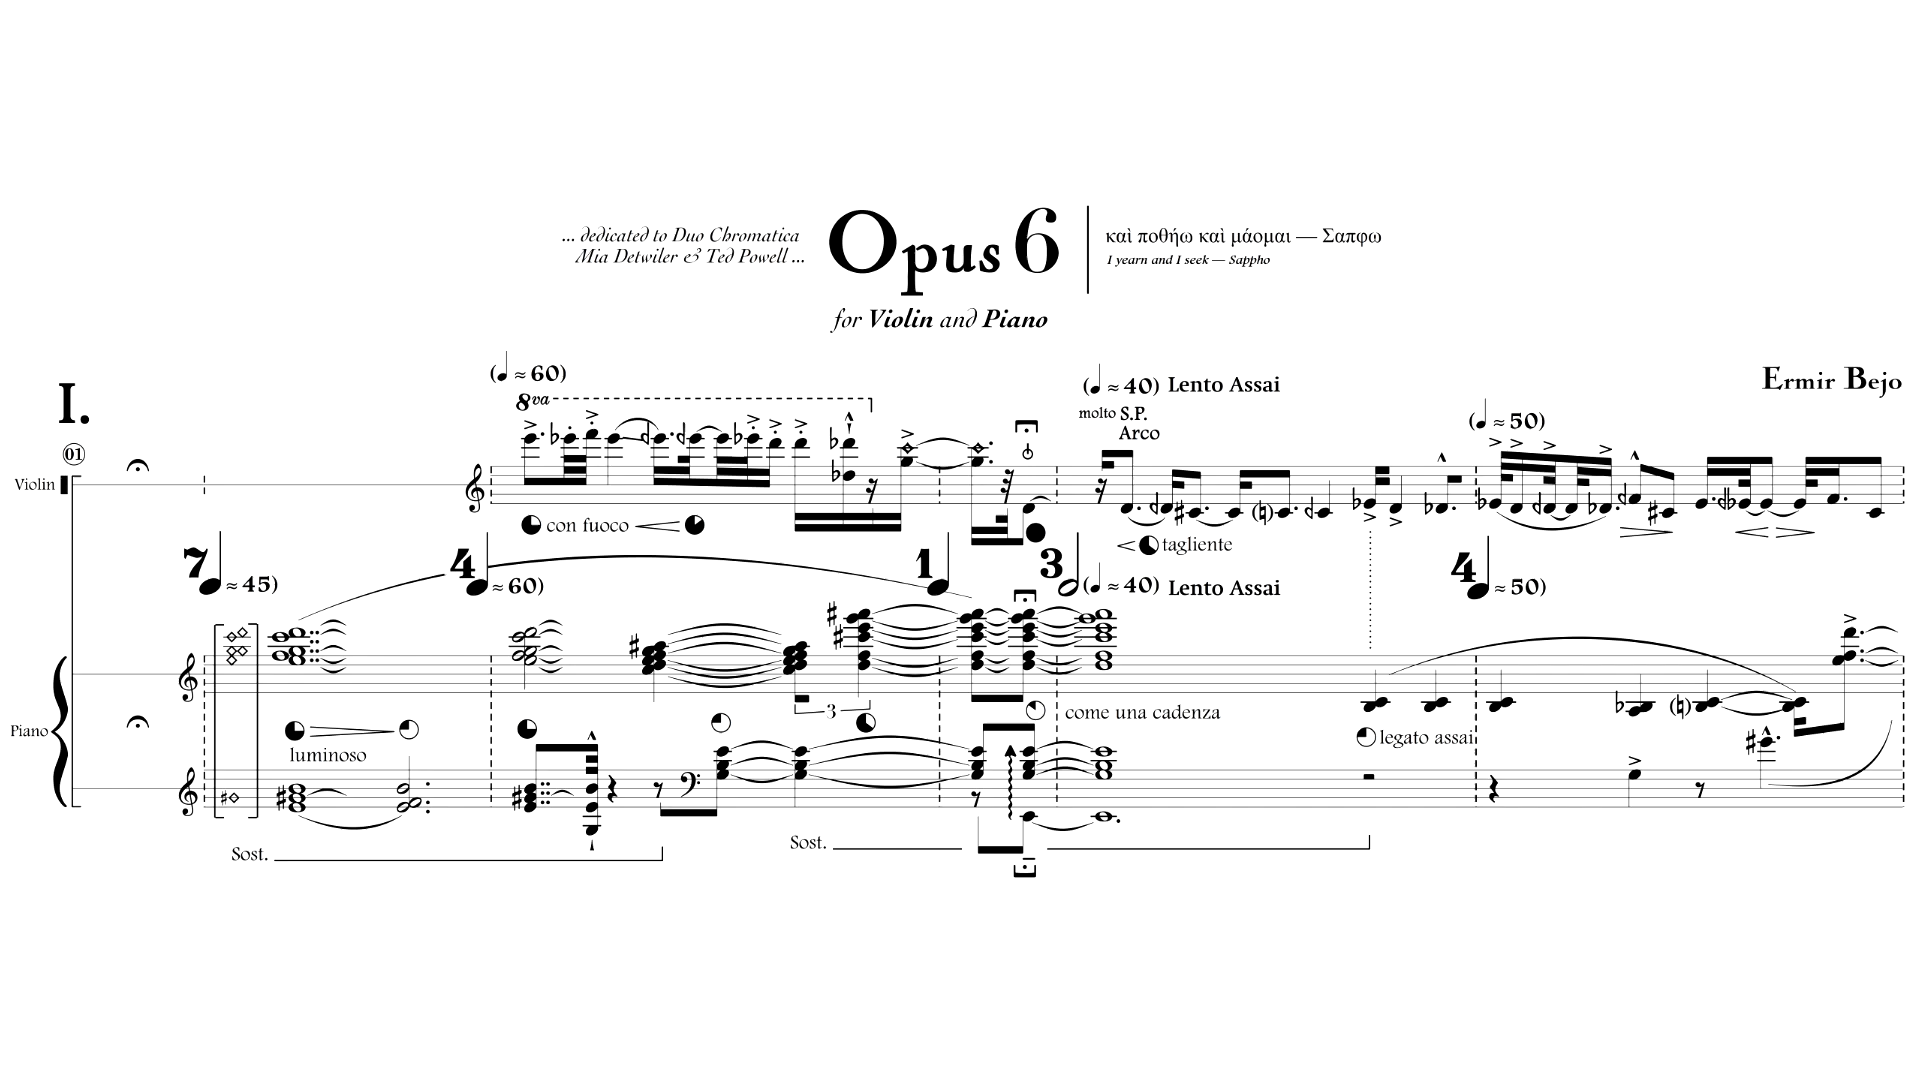 ... dedicated to Duo Chromatica
Mia Detwiler & Ted Powell ...
Opus 6
καὶ ποθήω καὶ μάομαι — Σαπφω
I yearn and I seek — Sappho
for Violin and Piano
Ermir Bejo
I.
01
(♩ ≈ 60)
8va
(♩ ≈ 40) Lento Assai
molto S.P.
Arco
(♩ ≈ 50)
Violin
con fuoco
tagliente
7
≈ 45)
4
≈ 60)
1
3
(♩ ≈ 40) Lento Assai
4
≈ 50)
3
come una cadenza
legato assai
Piano
luminoso
Sost.
Sost.